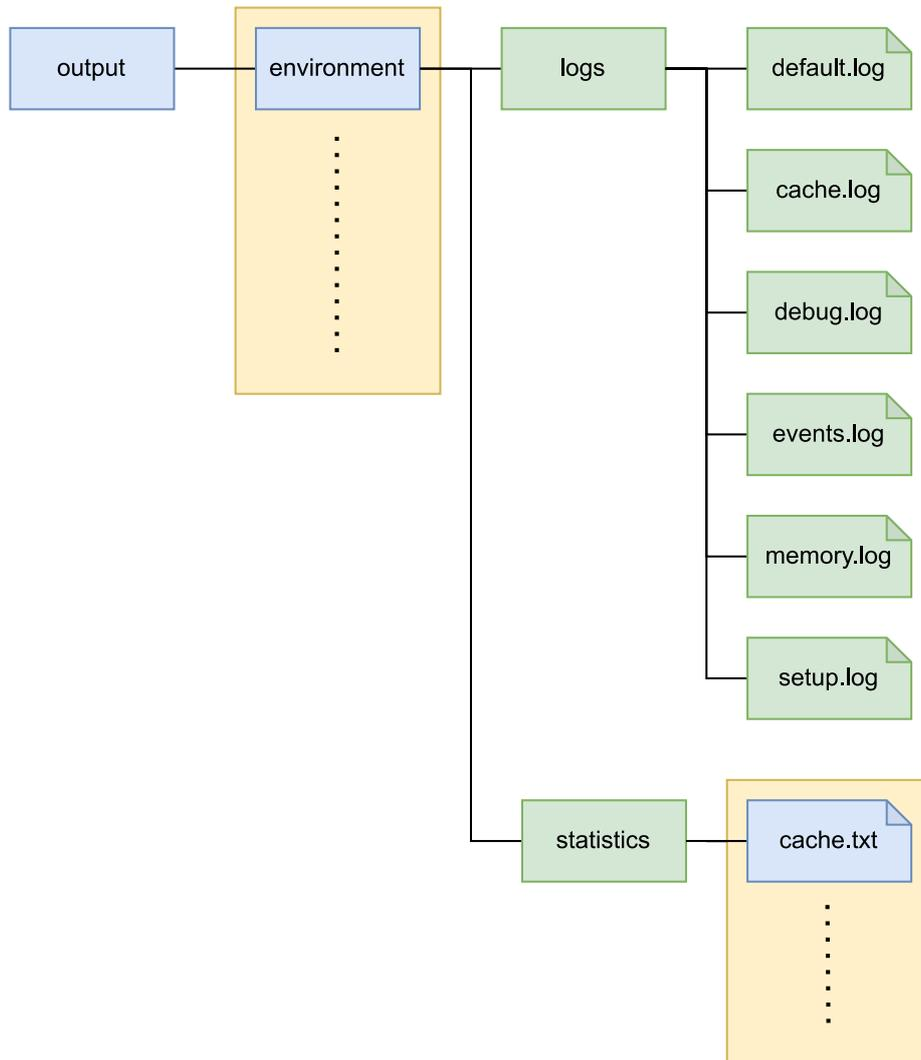 output
environment
logs
default.log
cache.log
debug.log
events.log
memory.log
setup.log
statistics
cache.txt